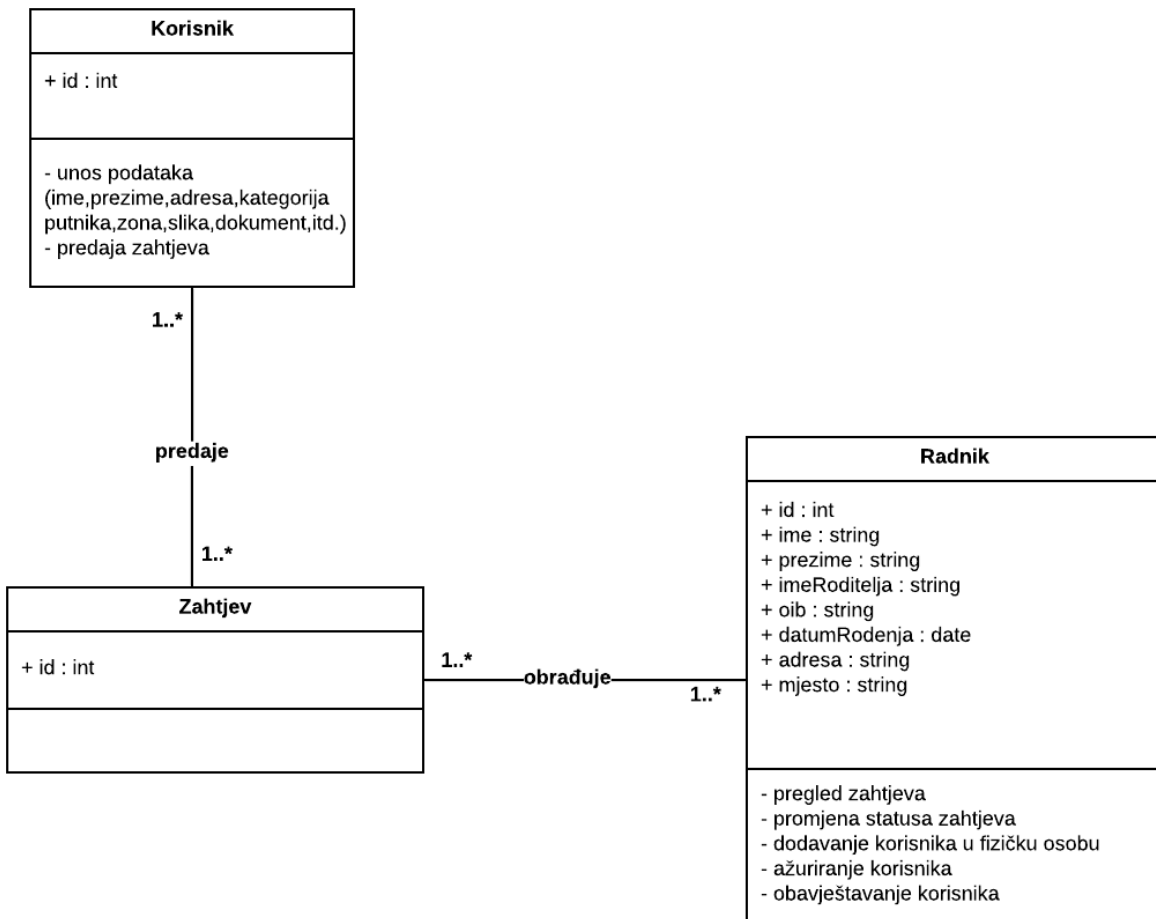 Korisnik
+ id : int
- unos podataka
(ime,prezime,adresa,kategorija
putnika,zona,slika,dokument,itd.)
- predaja zahtjeva
1..*
predaje
1..*
Zahtjev
+ id : int
1..*
obrađuje
1..*
Radnik
+ id : int
+ ime : string
+ prezime : string
+ imeRoditelja : string
+ oib : string
+ datumRodenja : date
+ adresa : string
+ mjesto : string
- pregled zahtjeva
- promjena statusa zahtjeva
- dodavanje korisnika u fizičku osobu
- ažuriranje korisnika
- obavještavanje korisnika